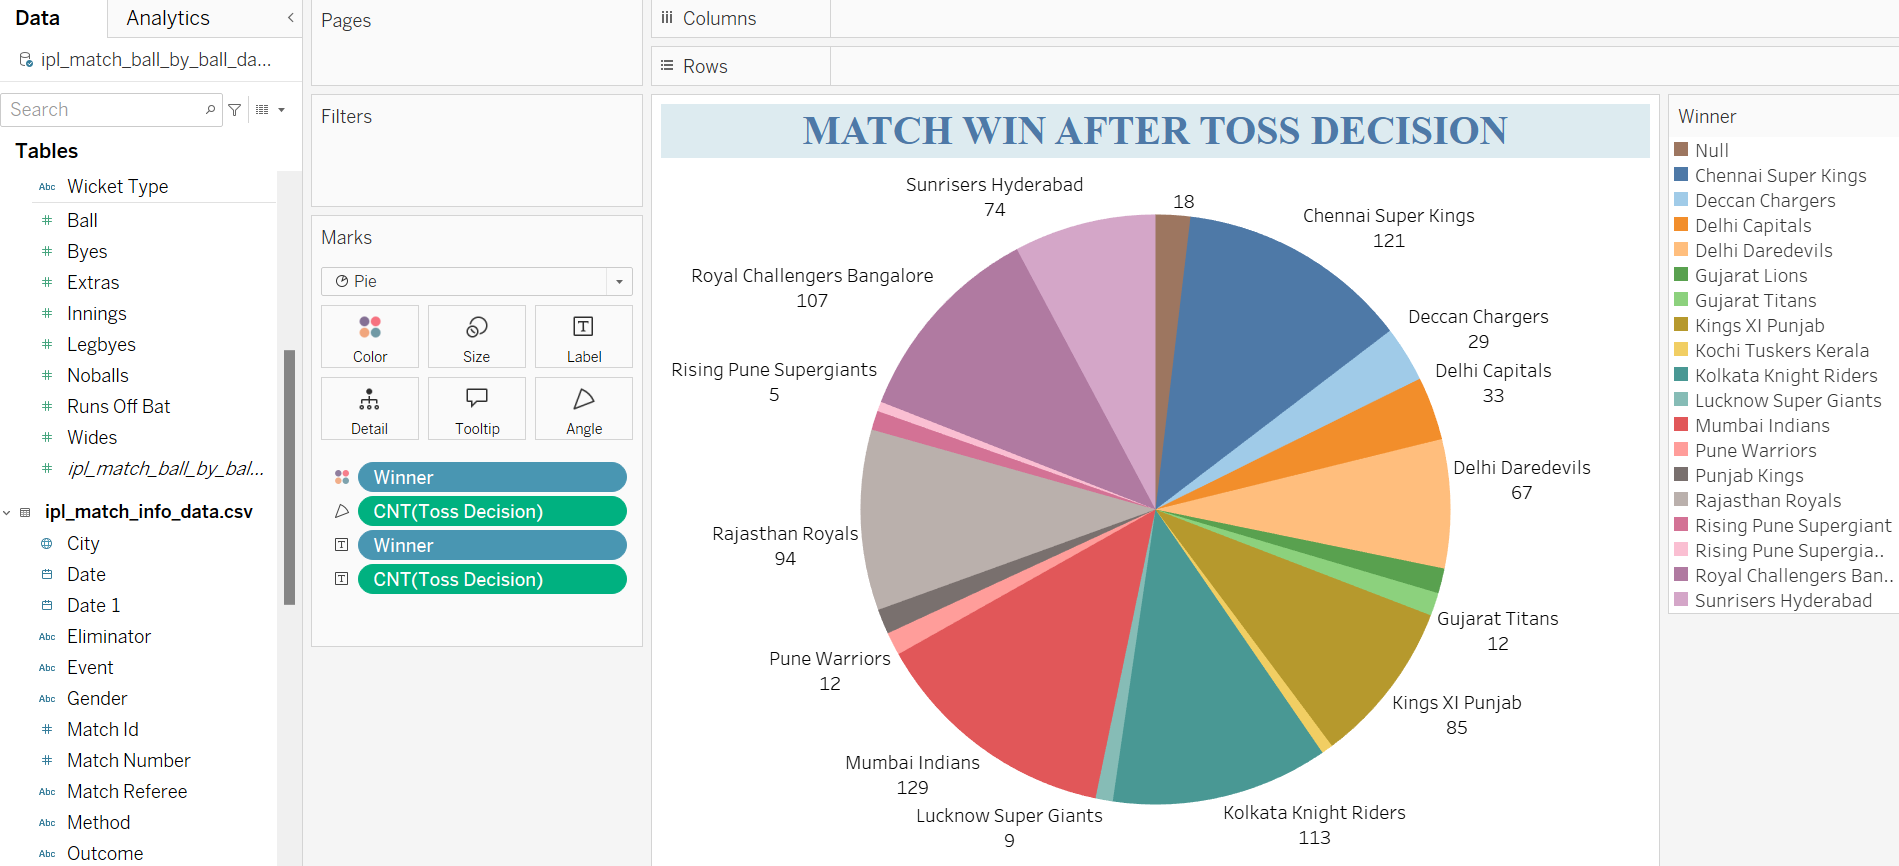 Data
Analytics
ipl_match_ball_by_ball_da...
Search
Tables
Abc Wicket Type
# Ball
# Byes
# Extras
# Innings
# Legbyes
# Noballs
# Runs Off Bat
# Wides
# ipl_match_ball_by_bal...
ipl_match_info_data.csv
City
Date
Date 1
Abc Eliminator
Abc Event
Abc Gender
# Match Id
# Match Number
Abc Match Referee
Abc Method
Abc Outcome
Pages
Filters
Marks
Pie
Color
Size
T Label
Detail
Tooltip
Angle
Winner
CNT(Toss Decision)
T Winner
T CNT(Toss Decision)
Columns
Rows
MATCH WIN AFTER TOSS DECISION
Sunrisers Hyderabad
74
18
Chennai Super Kings
121
Royal Challengers Bangalore
107
Deccan Chargers
29
Rising Pune Supergiants
5
Delhi Capitals
33
Delhi Daredevils
67
Rajasthan Royals
94
Gujarat Titans
12
Pune Warriors
12
Kings XI Punjab
85
Mumbai Indians
129
Lucknow Super Giants
9
Kolkata Knight Riders
113
Winner
Null
Chennai Super Kings
Deccan Chargers
Delhi Capitals
Delhi Daredevils
Gujarat Lions
Gujarat Titans
Kings XI Punjab
Kochi Tuskers Kerala
Kolkata Knight Riders
Lucknow Super Giants
Mumbai Indians
Pune Warriors
Punjab Kings
Rajasthan Royals
Rising Pune Supergiant
Rising Pune Supergia..
Royal Challengers Ban..
Sunrisers Hyderabad